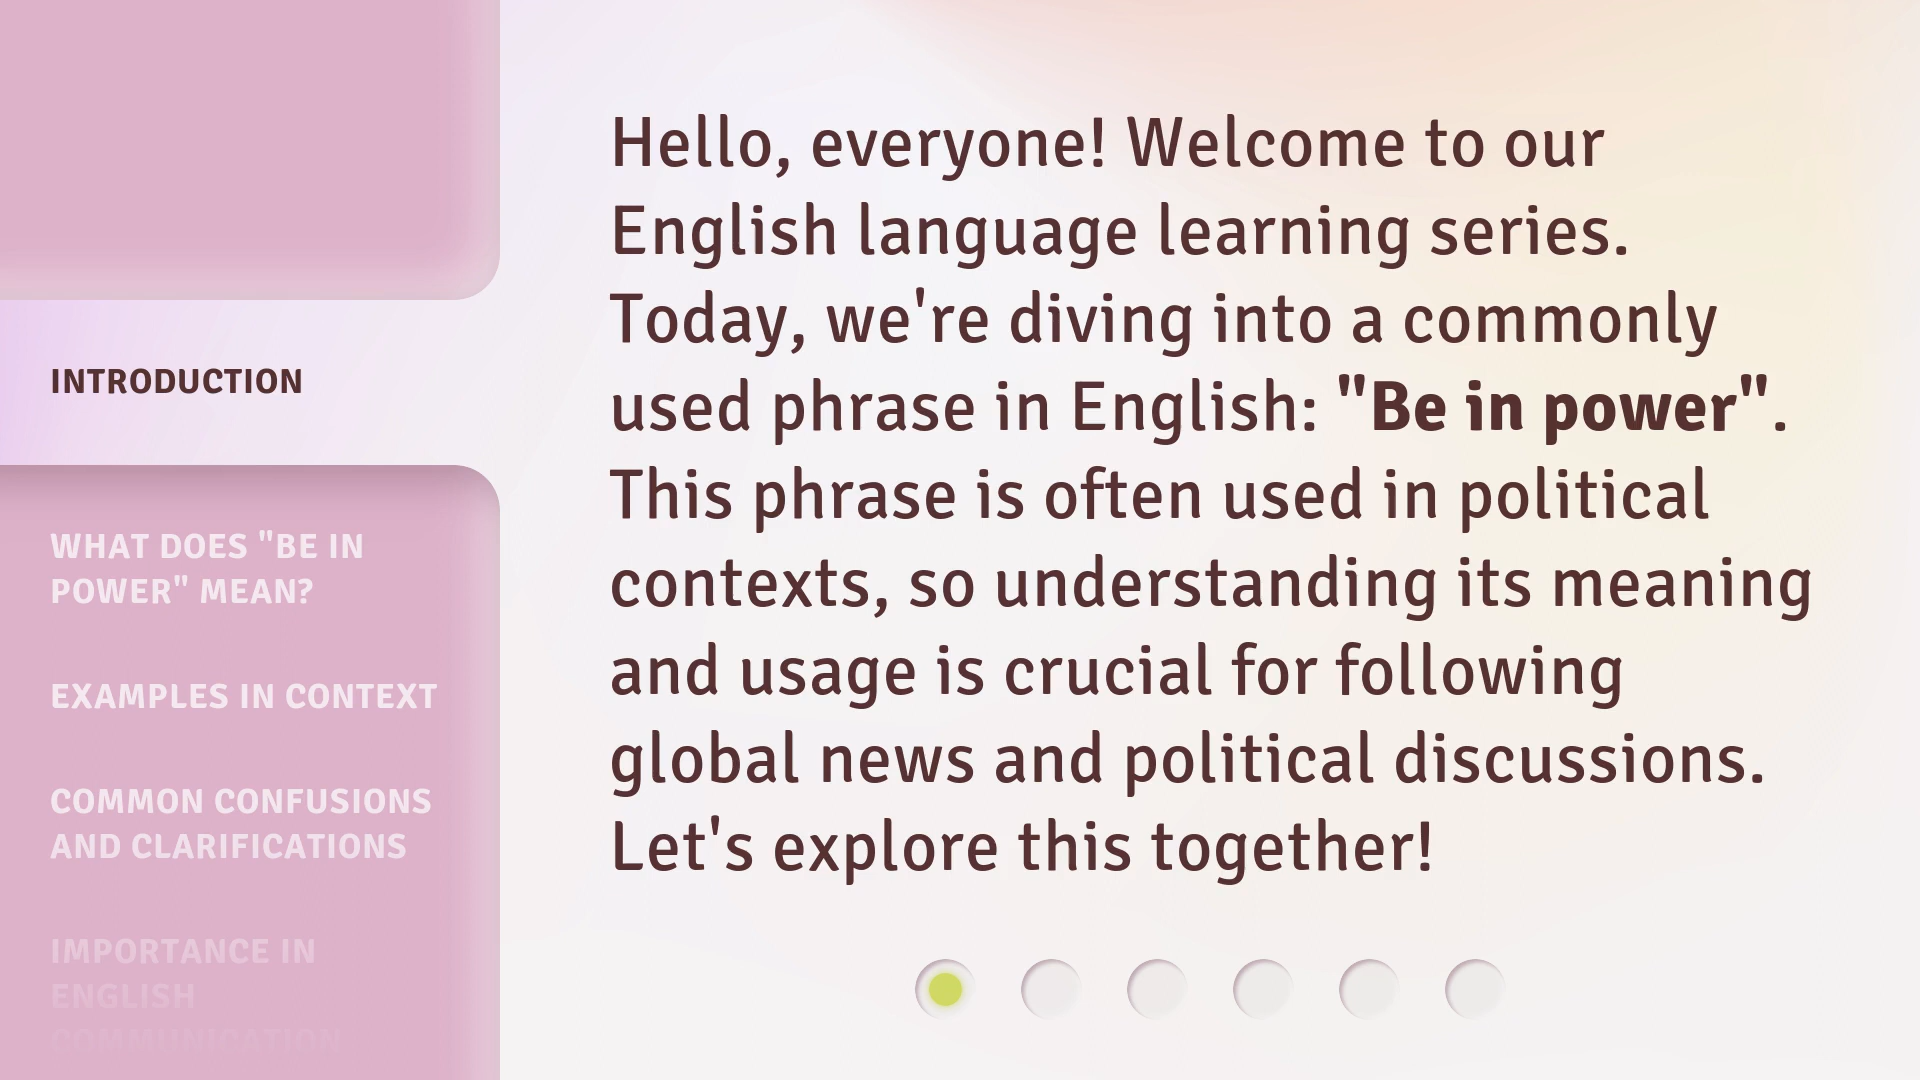 INTRODUCTION
WHAT DOES "BE IN
POWER" MEAN?
EXAMPLES IN CONTEXT
COMMON CONFUSIONS
AND CLARIFICATIONS
IMPORTANCE IN
ENGLISH
COMMUNICATION
Hello, everyone! Welcome to our
English language learning series.
Today, we're diving into a commonly
used phrase in English: "Be in power".
This phrase is often used in political
contexts, so understanding its meaning
and usage is crucial for following
global news and political discussions.
Let's explore this together!